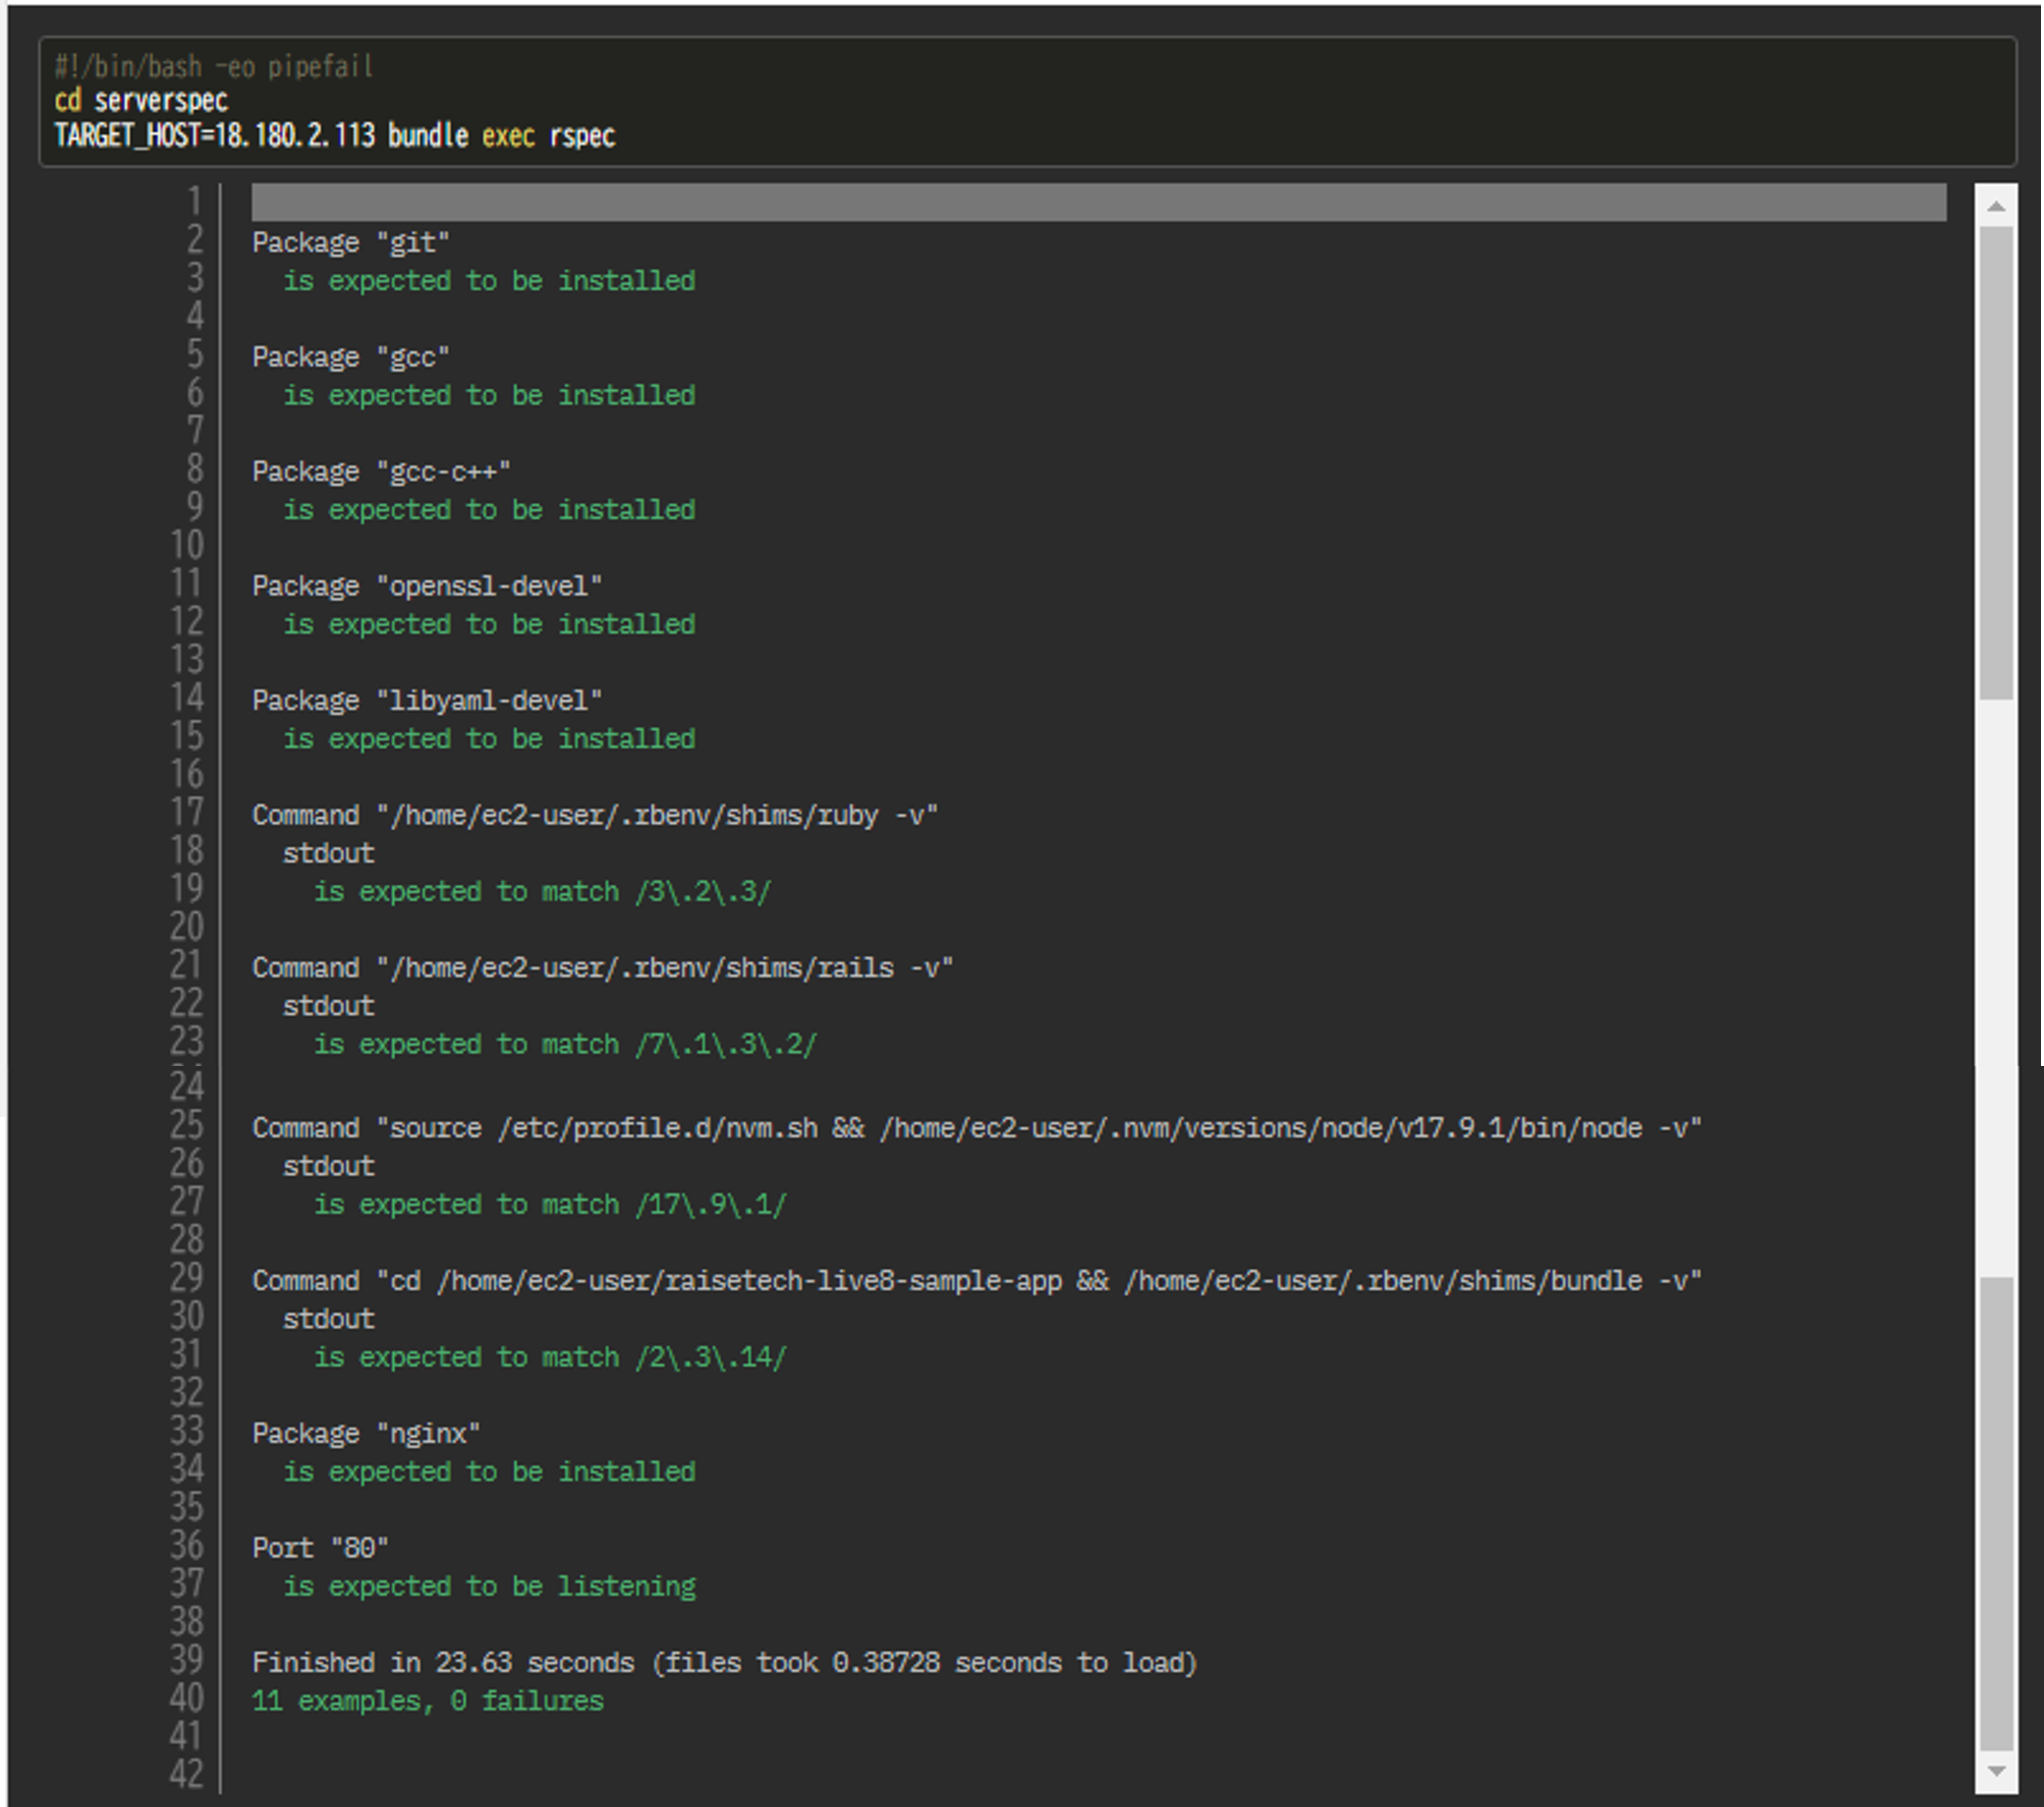 #!/bin/bash -eo pipefail
cd serverspec
TARGET_HOST=18.180.2.113 bundle exec rspec
1
2 Package "git"
3   is expected to be installed
4
5 Package "gcc"
6   is expected to be installed
7
8 Package "gcc-c++"
9   is expected to be installed
10
11 Package "openssl-devel"
12   is expected to be installed
13
14 Package "libyaml-devel"
15   is expected to be installed
16
17 Command "/home/ec2-user/.rbenv/shims/ruby -v"
18   stdout
19     is expected to match /3\.2\.3/
20
21 Command "/home/ec2-user/.rbenv/shims/rails -v"
22   stdout
23     is expected to match /7\.1\.3\.2/
24
25 Command "source /etc/profile.d/nvm.sh && /home/ec2-user/.nvm/versions/node/v17.9.1/bin/node -v"
26   stdout
27     is expected to match /17\.9\.1/
28
29 Command "cd /home/ec2-user/raisetech-live8-sample-app && /home/ec2-user/.rbenv/shims/bundle -v"
30   stdout
31     is expected to match /2\.3\.14/
32
33 Package "nginx"
34   is expected to be installed
35
36 Port "80"
37   is expected to be listening
38
39 Finished in 23.63 seconds (files took 0.38728 seconds to load)
40 11 examples, 0 failures
41
42